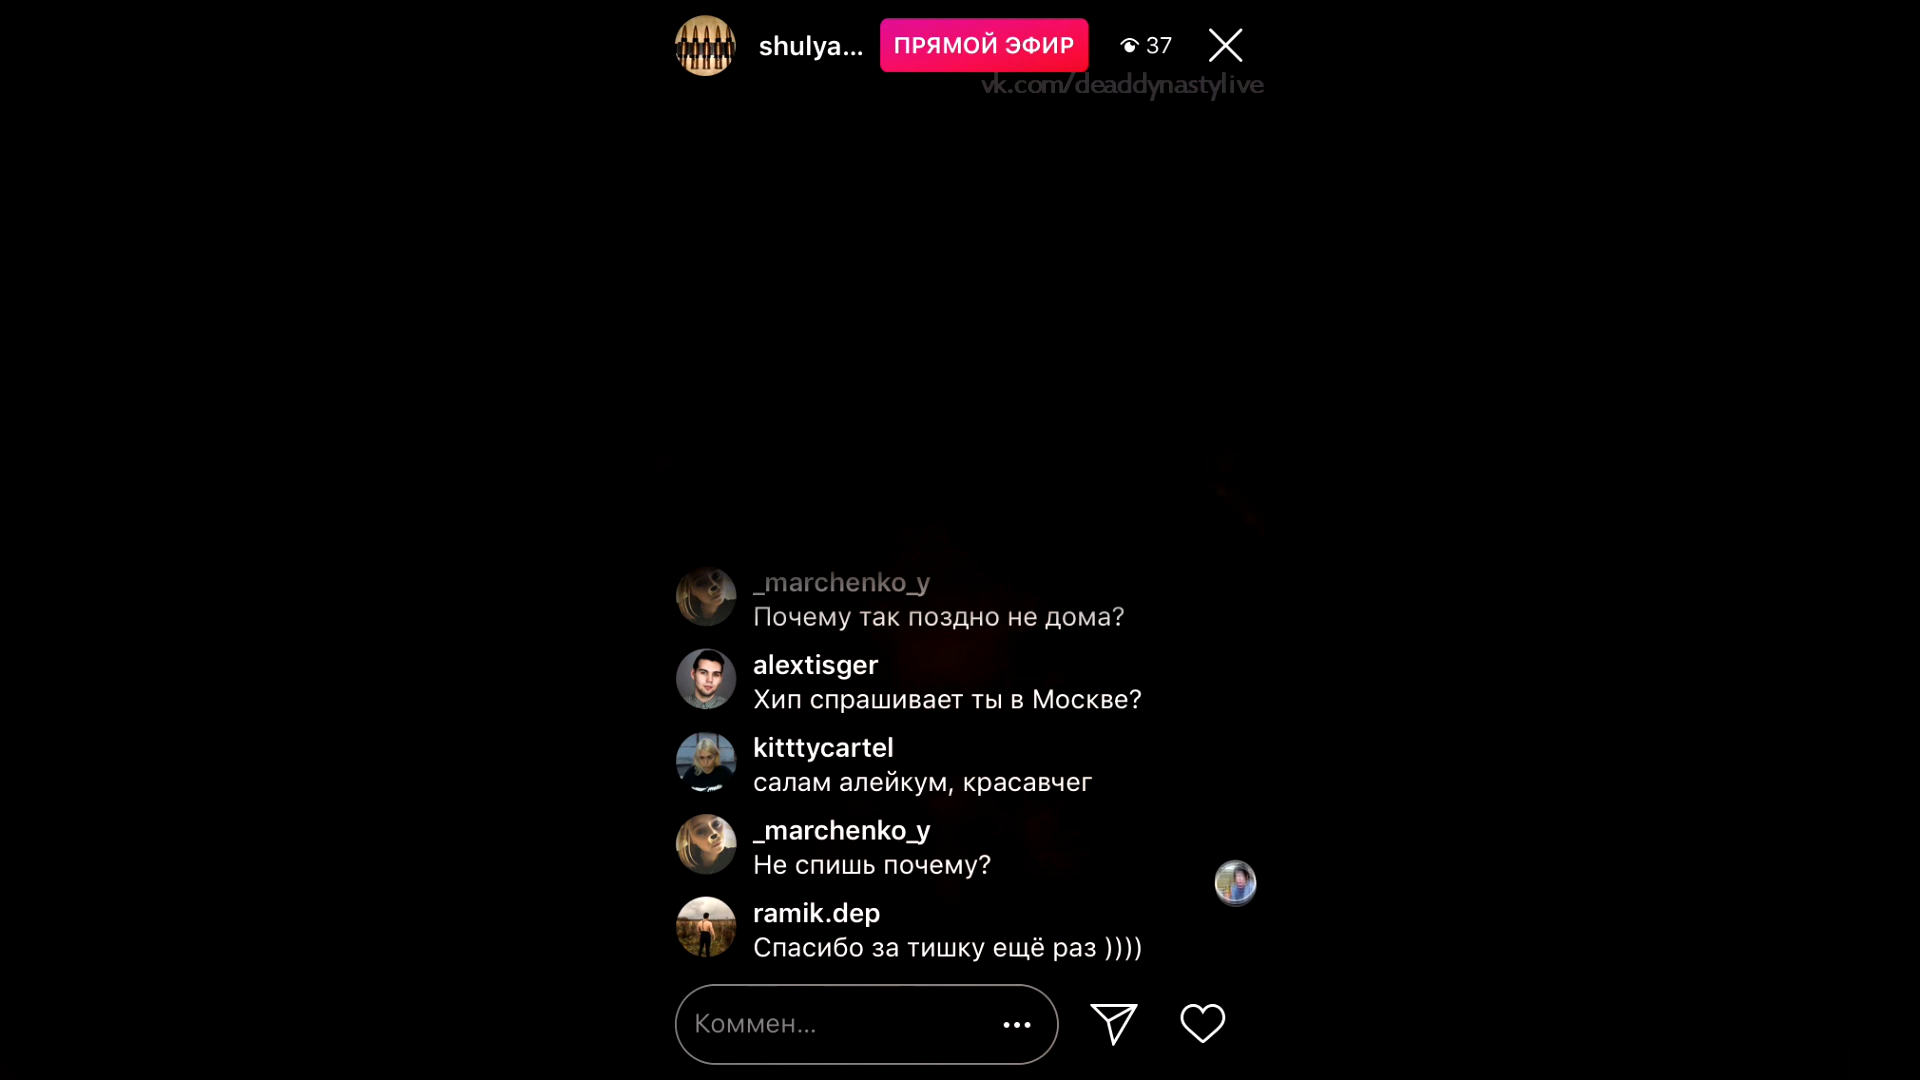 shulya...
ПРЯМОЙ ЭФИР
37
vk.com/deaddynastylive
_marchenko_y
Почему так поздно не дома?
alextisger
Хип спрашивает ты в Москве?
kitttycartel
салам алейкум, красавчег
_marchenko_y
Не спишь почему?
ramik.dep
Спасибо за тишку ещё раз ))))
Коммен...